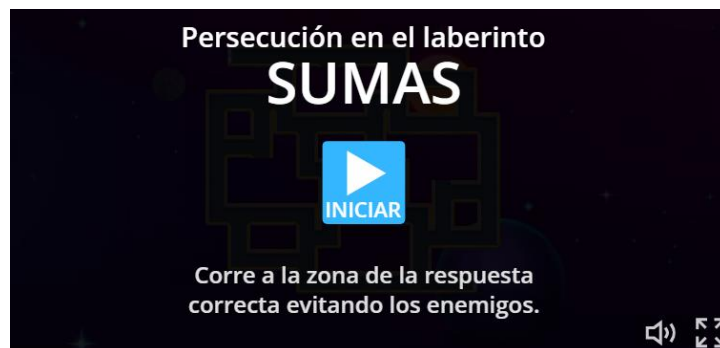 Persecución en el laberinto
SUMAS
INICIAR
Corre a la zona de la respuesta
correcta evitando los enemigos.